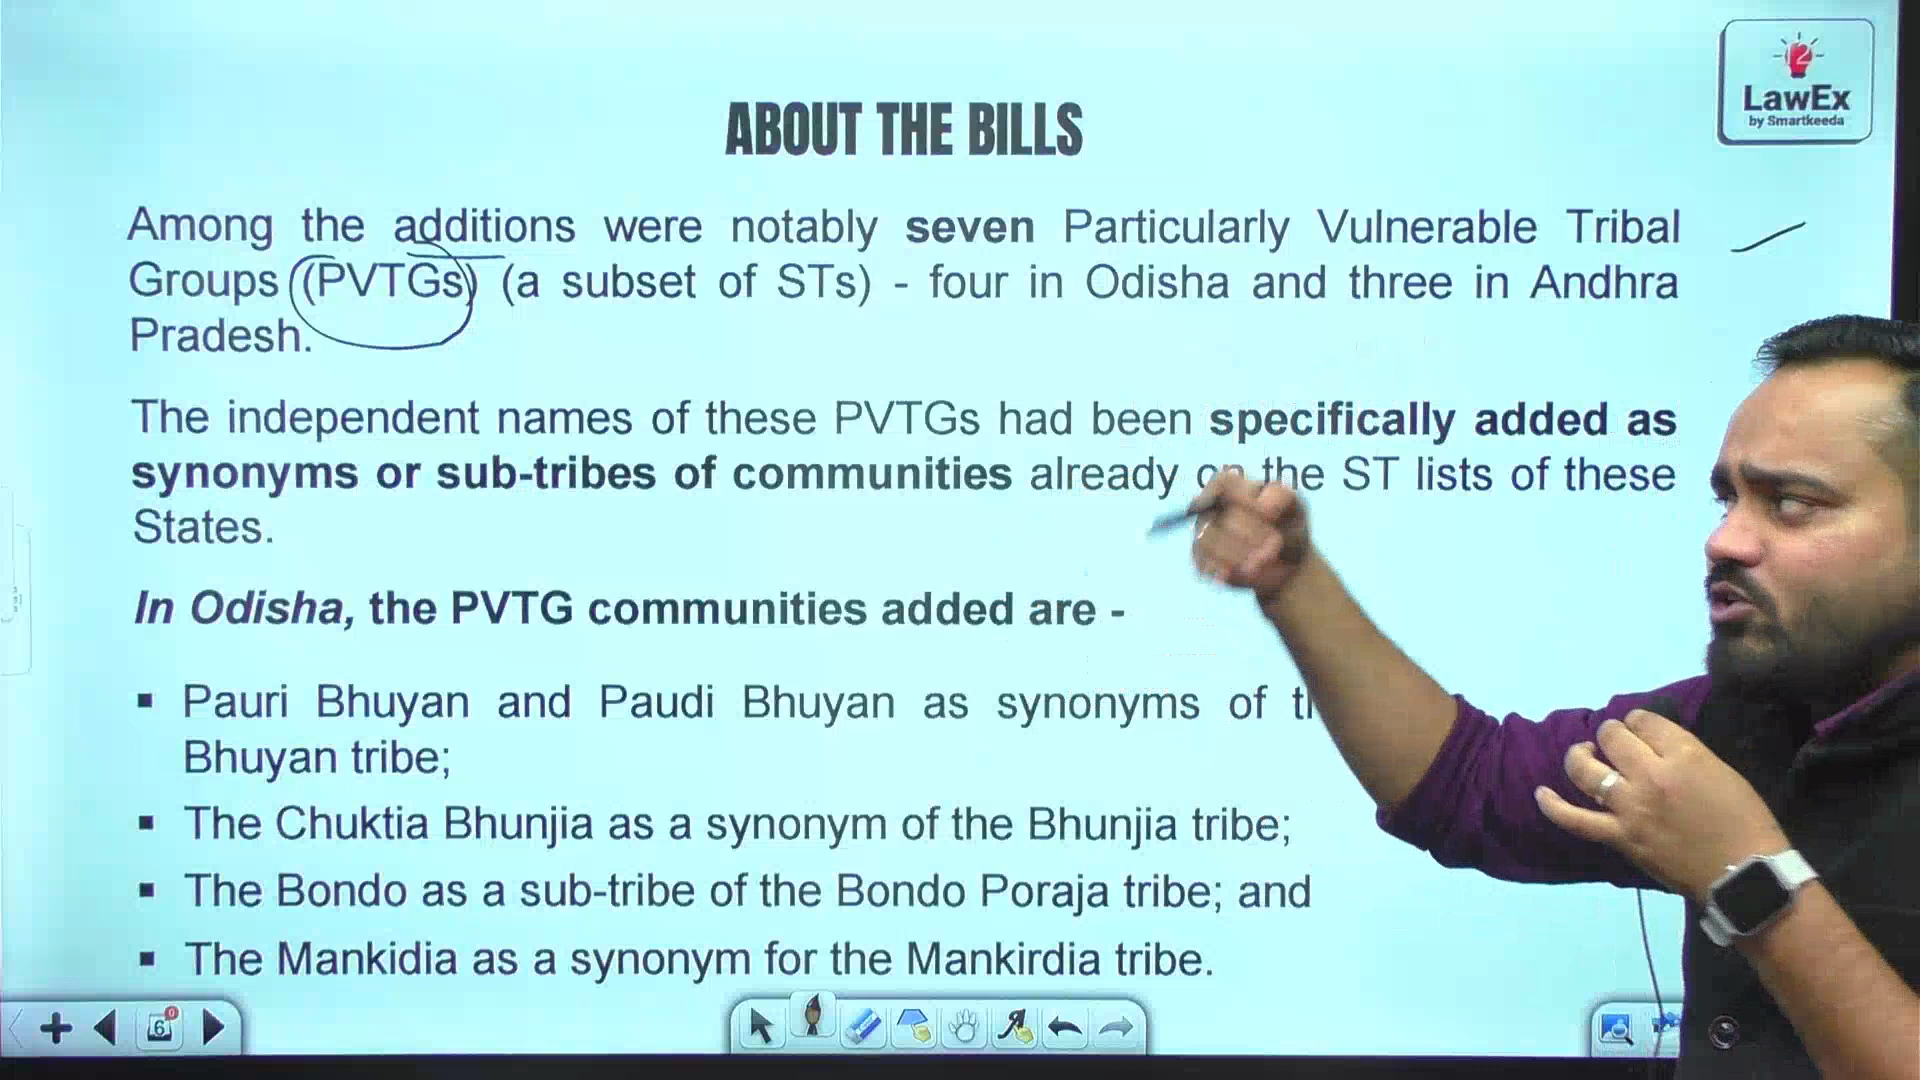 LawEx
by Smartkeeda
ABOUT THE BILLS
Among the additions were notably seven Particularly Vulnerable Tribal
Groups (PVTGs) (a subset of STs) - four in Odisha and three in Andhra
Pradesh.
The independent names of these PVTGs had been specifically added as
synonyms or sub-tribes of communities already on the ST lists of these
States.
In Odisha, the PVTG communities added are -
▪ Pauri Bhuyan and Paudi Bhuyan as synonyms of
Bhuyan tribe;
▪ The Chuktia Bhunjia as a synonym of the Bhunjia tribe;
▪ The Bondo as a sub-tribe of the Bondo Poraja tribe; and
▪ The Mankidia as a synonym for the Mankirdia tribe.
6
0